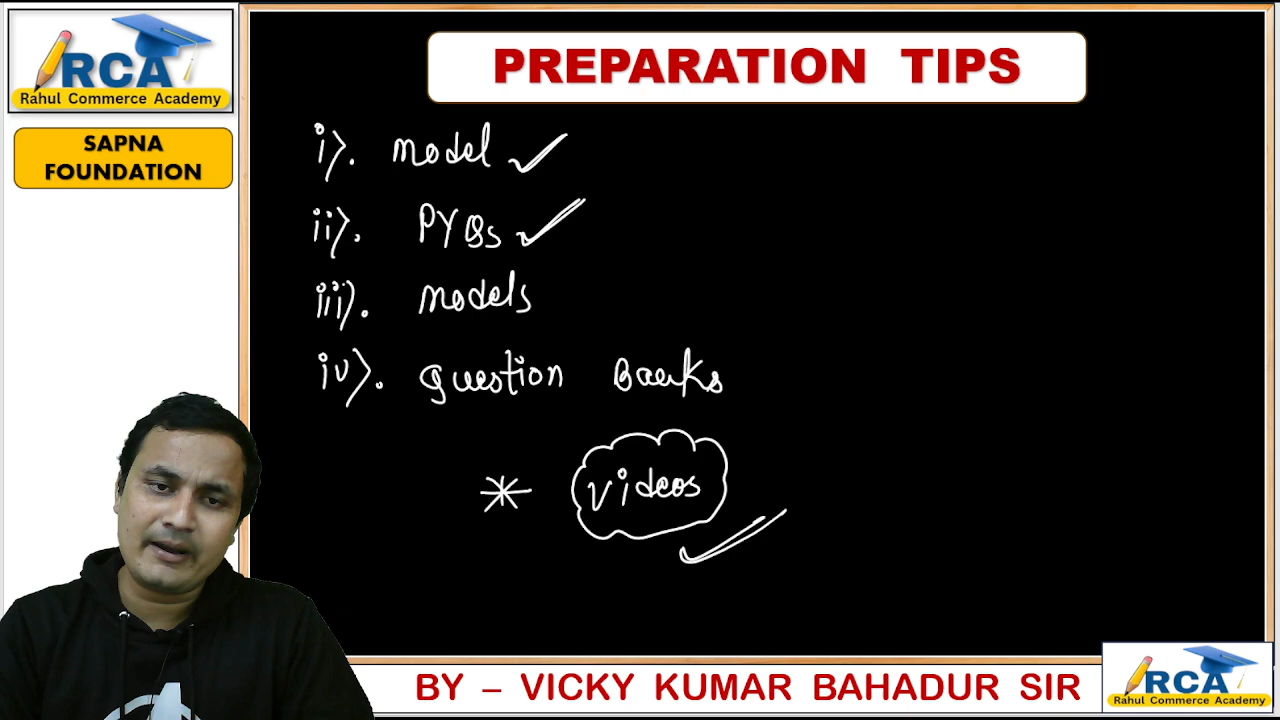 RCA
Rahul Commerce Academy
SAPNA
FOUNDATION
PREPARATION TIPS
i). model
ii). PYQs
iii). models
iv). question Banks
* videos
BY – VICKY KUMAR BAHADUR SIR
RCA
Rahul Commerce Academy